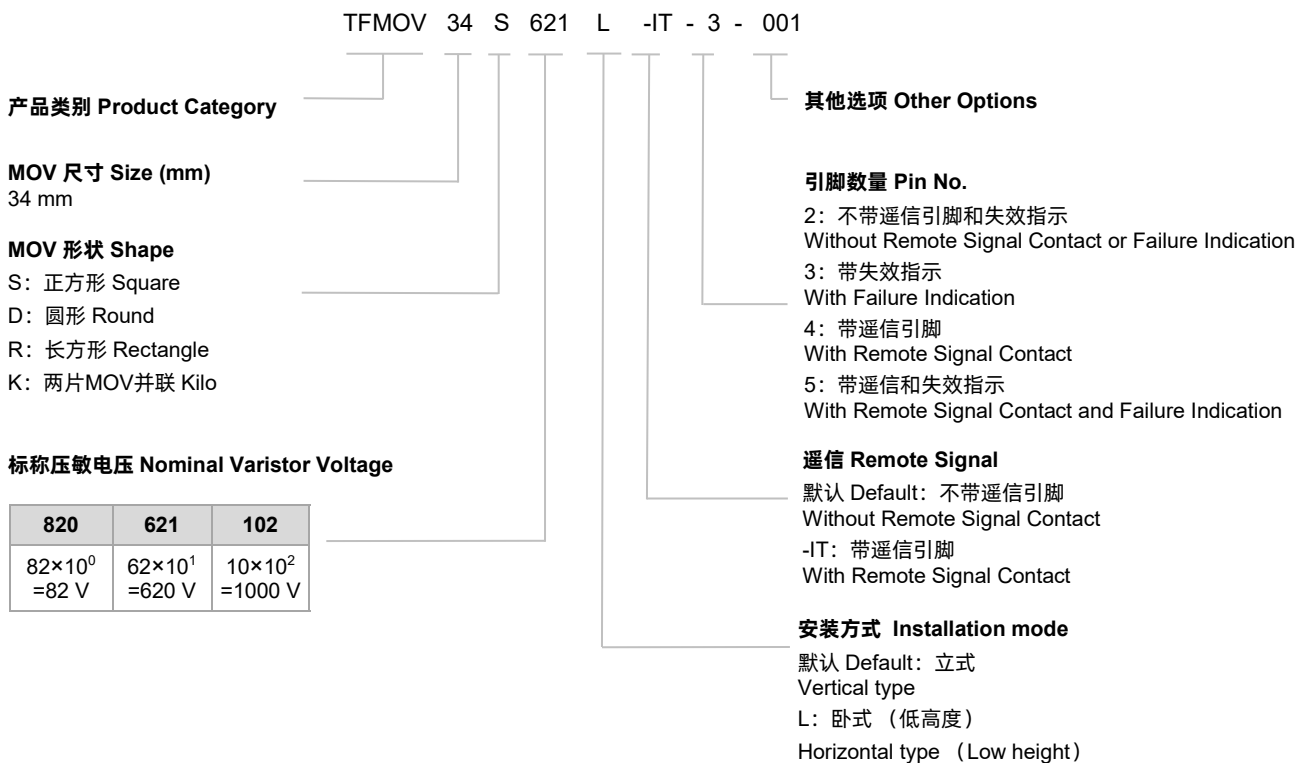 TFMOV 34 S 621 L -IT - 3 - 001
产品类别 Product Category
MOV 尺寸 Size (mm)
34 mm
MOV 形状 Shape
S：正方形 Square
D：圆形 Round
R：长方形 Rectangle
K：两片MOV并联 Kilo
标称压敏电压 Nominal Varistor Voltage
820 621 102
82×10⁰ 62×10¹ 10×10²
=82 V =620 V =1000 V
其他选项 Other Options
引脚数量 Pin No.
2：不带遥信引脚和失效指示
Without Remote Signal Contact or Failure Indication
3：带失效指示
With Failure Indication
4：带遥信引脚
With Remote Signal Contact
5：带遥信和失效指示
With Remote Signal Contact and Failure Indication
遥信 Remote Signal
默认 Default：不带遥信引脚
Without Remote Signal Contact
-IT：带遥信引脚
With Remote Signal Contact
安装方式 Installation mode
默认 Default：立式
Vertical type
L：卧式 （低高度）
Horizontal type （Low height）